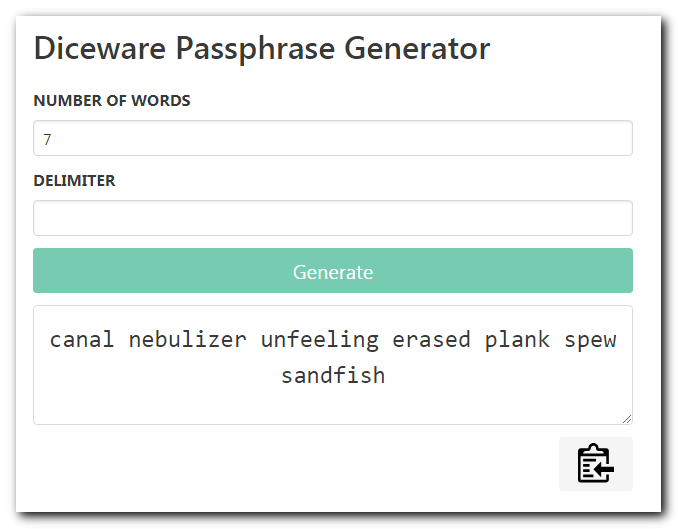 Diceware Passphrase Generator
NUMBER OF WORDS
7
DELIMITER
Generate
canal nebulizer unfeeling erased plank spew
sandfish